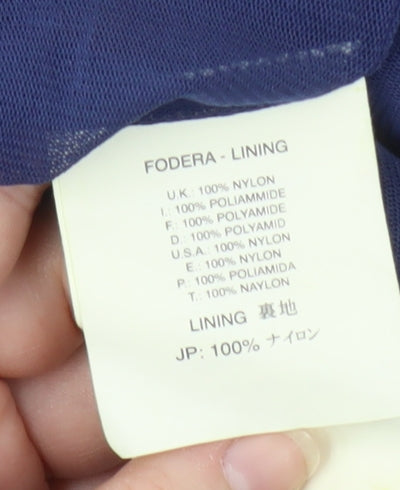 FODERA - LINING
U.K.: 100% NYLON
I.: 100% POLIAMMIDE
F.: 100% POLYAMIDE
D.: 100% POLYAMID
U.S.A.: 100% NYLON
E.: 100% NYLON
P.: 100% POLIAMIDA
T.: 100% NAYLON
LINING 裏地
JP: 100% ナイロン